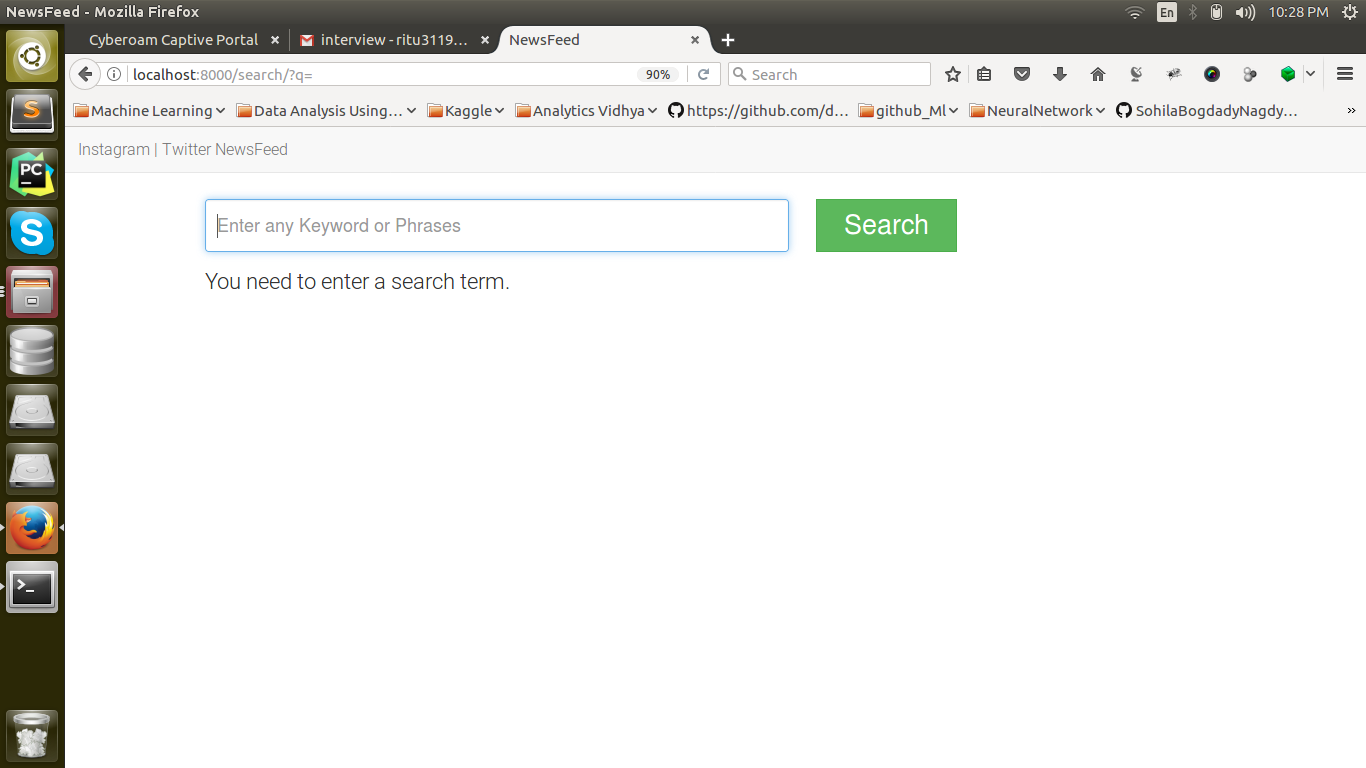 NewsFeed - Mozilla Firefox
En
10:28 PM
Cyberoam Captive Portal
interview - ritu3119...
NewsFeed
localhost:8000/search/?q=
90%
Search
Machine Learning
Data Analysis Using...
Kaggle
Analytics Vidhya
https://github.com/d...
github_Ml
NeuralNetwork
SohilaBogdadyNagdy...
»
Instagram | Twitter NewsFeed
Enter any Keyword or Phrases
Search
You need to enter a search term.
S
PC
S
>_